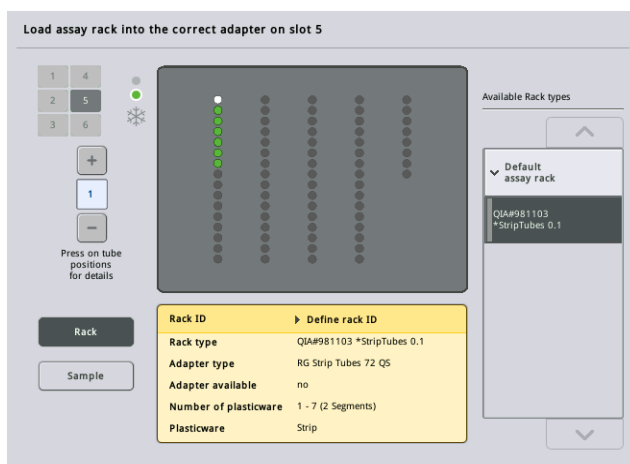 Load assay rack into the correct adapter on slot 5
1 4
2 5
3 6
+
1
−
Press on tube
positions
for details
Rack
Sample
Rack ID Define rack ID
Rack type QIA#981103 *StripTubes 0.1
Adapter type RG Strip Tubes 72 QS
Adapter available no
Number of plasticware 1 - 7 (2 Segments)
Plasticware Strip
Available Rack types
Default
assay rack
QIA#981103
*StripTubes 0.1